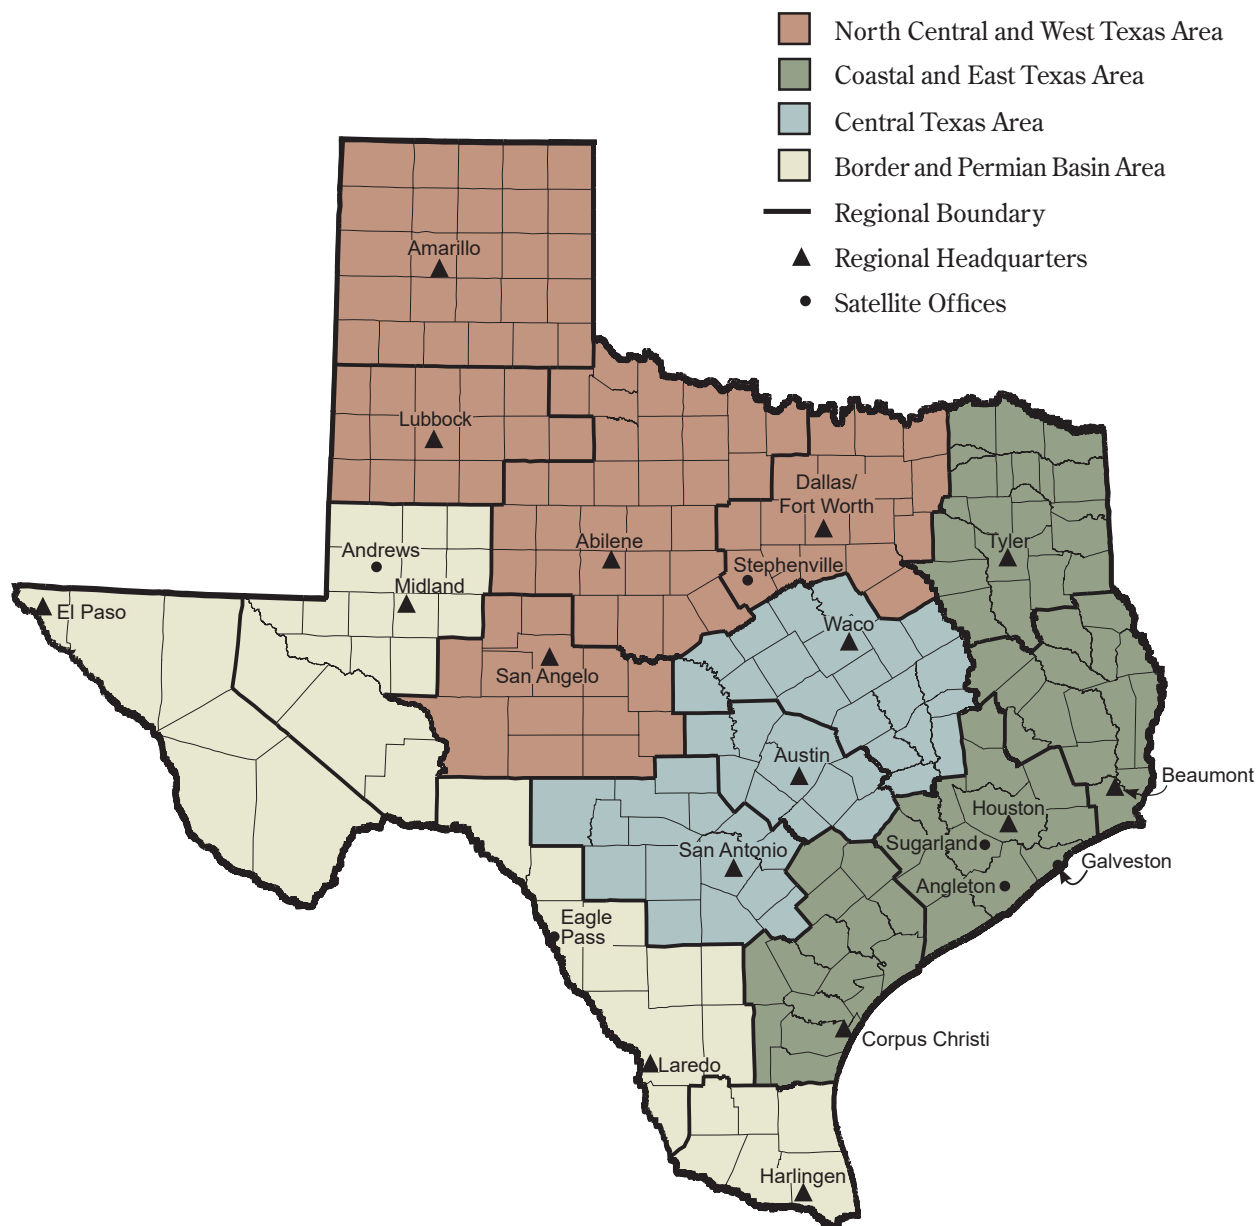 North Central and West Texas Area
Coastal and East Texas Area
Central Texas Area
Border and Permian Basin Area
Regional Boundary
Regional Headquarters
Satellite Offices
Amarillo
Lubbock
Dallas/
Fort Worth
Andrews
Abilene
Tyler
Stephenville
Midland
El Paso
Waco
San Angelo
Austin
Beaumont
Houston
Sugarland
San Antonio
Galveston
Angleton
Eagle
Pass
Corpus Christi
Laredo
Harlingen